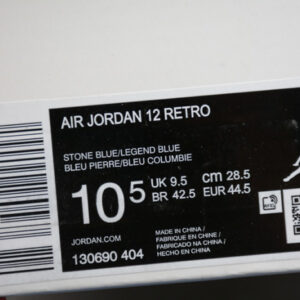 AIR JORDAN 12 RETRO
STONE BLUE/LEGEND BLUE
BLEU PIERRE/BLEU COLUMBIE
10 5 UK 9.5 cm 28.5
BR 42.5 EUR 44.5
JORDAN.COM
130690 404
MADE IN CHINA /
FABRIQUE EN CHINE /
FABRICADO NA CHINA /
HECHO EN CHINA